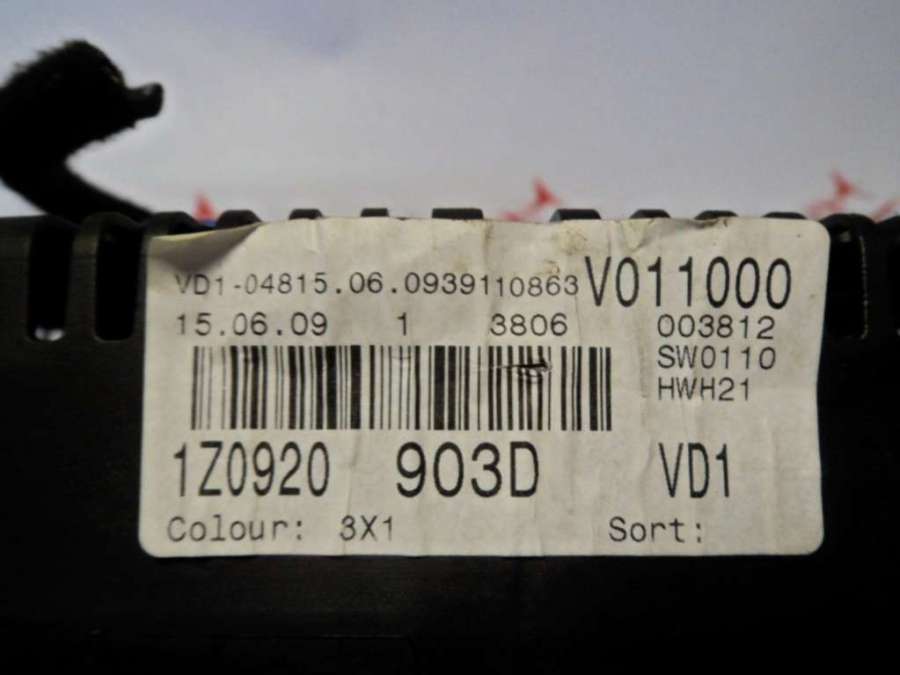 VD1-04815.06.0939110863 V011000
15.06.09 1 3806 003812
SW0110
HWH21
1Z0920 903D VD1
Colour: 3X1 Sort: